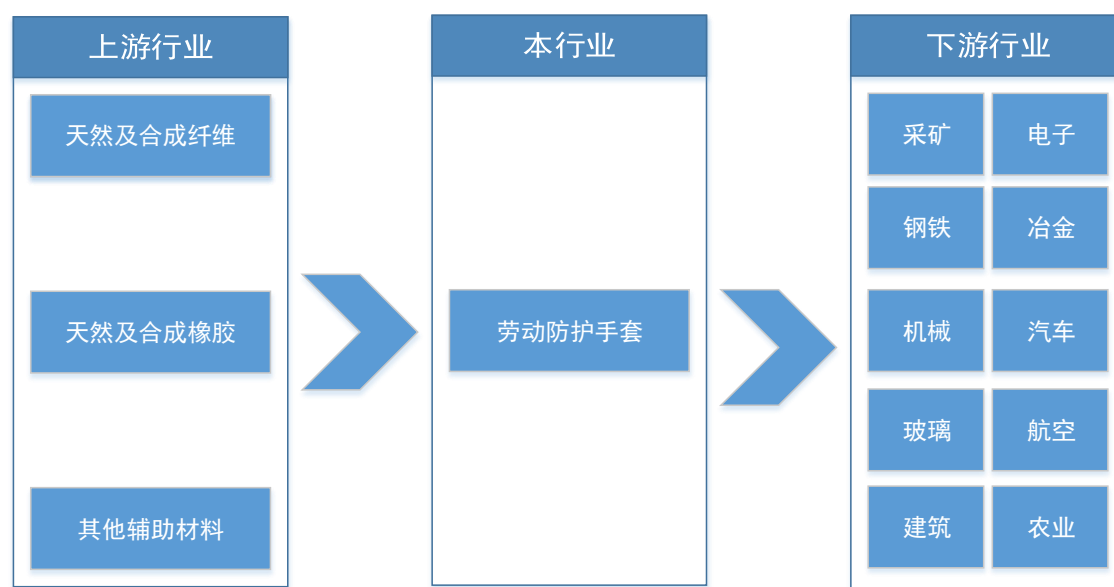 上游行业
天然及合成纤维
天然及合成橡胶
其他辅助材料
本行业
劳动防护手套
下游行业
采矿
电子
钢铁
冶金
机械
汽车
玻璃
航空
建筑
农业